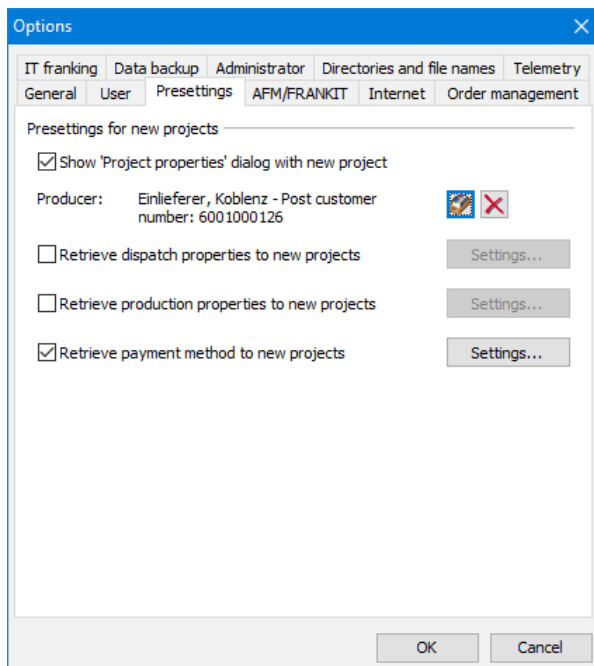 Options
IT franking Data backup Administrator Directories and file names Telemetry
General User Presettings AFM/FRANKIT Internet Order management
Presettings for new projects
Show 'Project properties' dialog with new project
Producer: Einlieferer, Koblenz - Post customer
number: 6001000126
Retrieve dispatch properties to new projects Settings...
Retrieve production properties to new projects Settings...
Retrieve payment method to new projects Settings...
OK Cancel